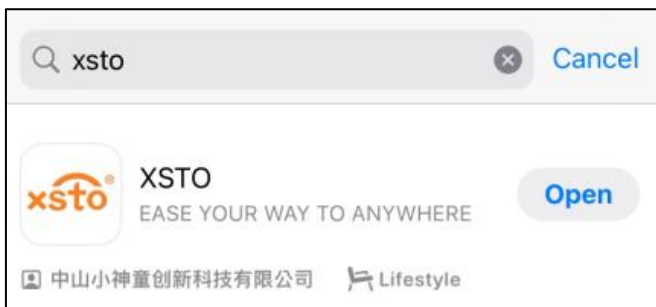 xsto
Cancel
xsto®
XSTO
EASE YOUR WAY TO ANYWHERE
Open
中山小神童创新科技有限公司
Lifestyle